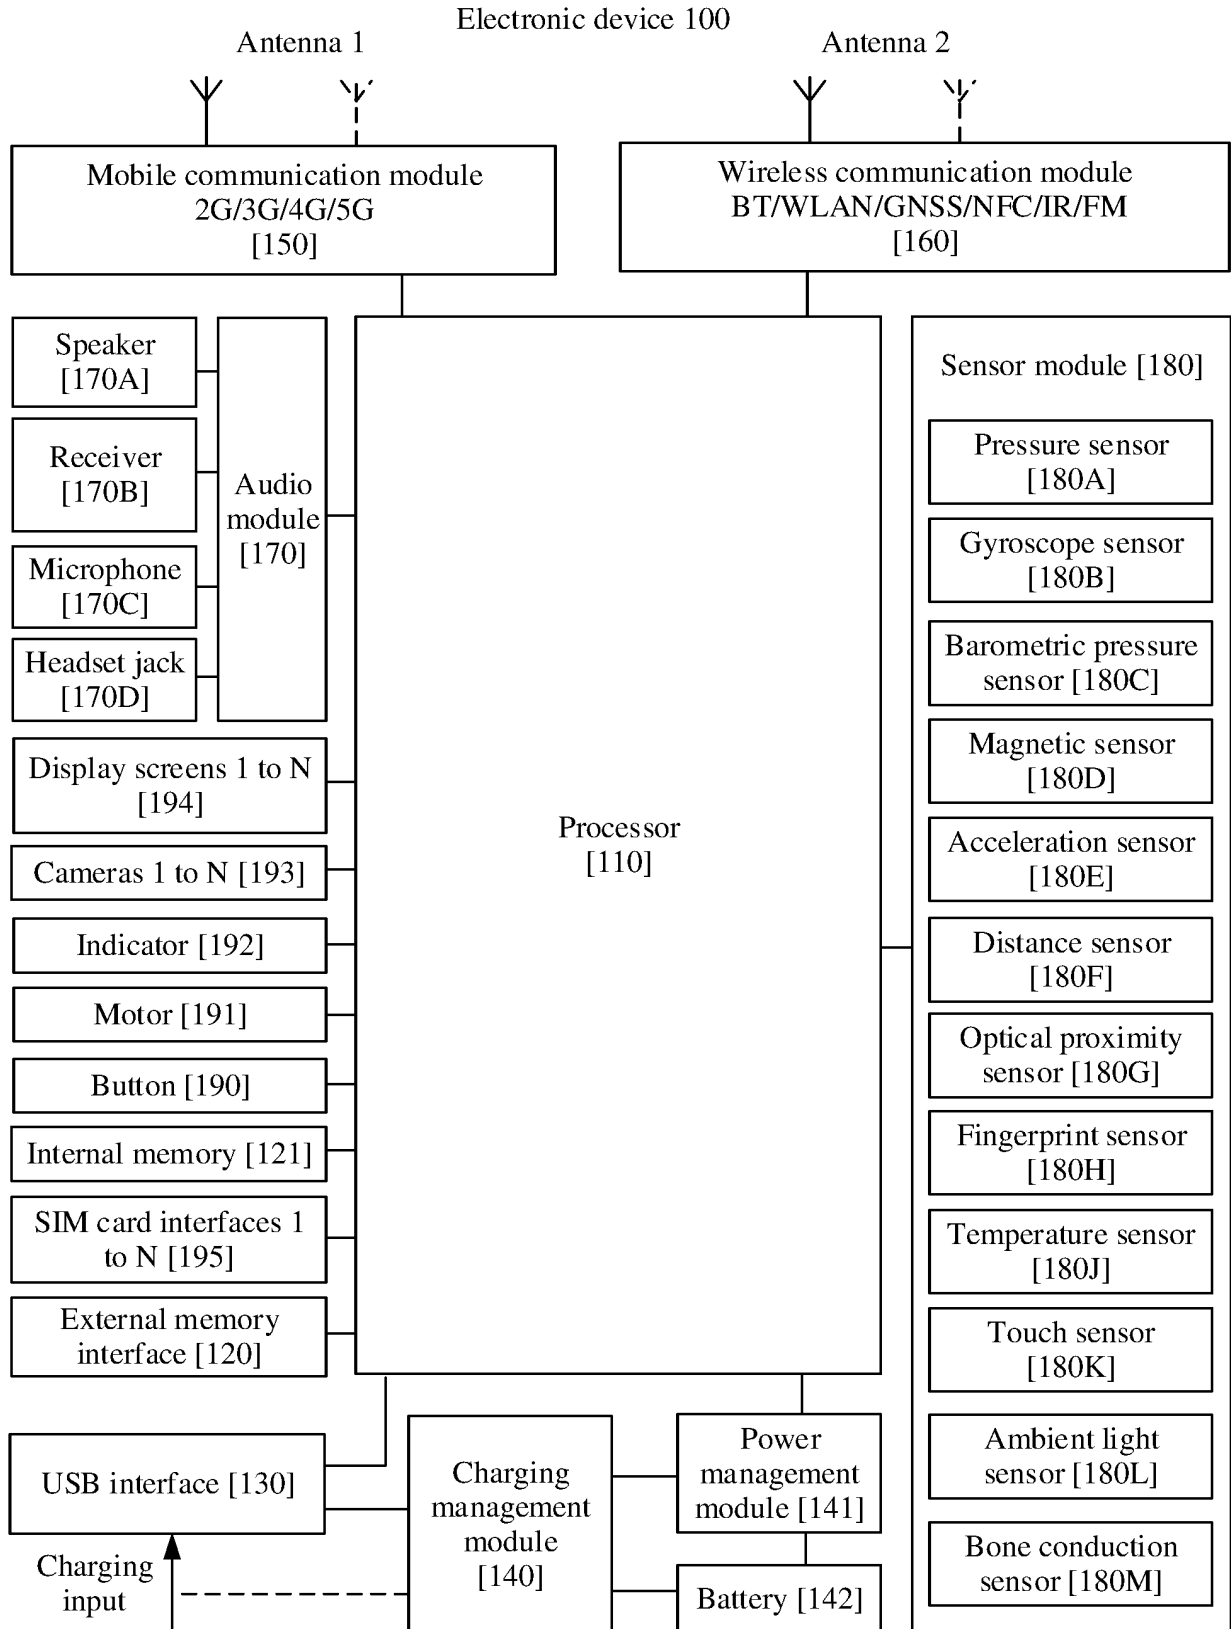 Electronic device 100
Antenna 1
Antenna 2
Mobile communication module
2G/3G/4G/5G
[150]
Wireless communication module
BT/WLAN/GNSS/NFC/IR/FM
[160]
Speaker
[170A]
Receiver
[170B]
Microphone
[170C]
Headset jack
[170D]
Audio
module
[170]
Display screens 1 to N
[194]
Cameras 1 to N [193]
Indicator [192]
Motor [191]
Button [190]
Internal memory [121]
SIM card interfaces 1
to N [195]
External memory
interface [120]
Processor
[110]
Sensor module [180]
Pressure sensor
[180A]
Gyroscope sensor
[180B]
Barometric pressure
sensor [180C]
Magnetic sensor
[180D]
Acceleration sensor
[180E]
Distance sensor
[180F]
Optical proximity
sensor [180G]
Fingerprint sensor
[180H]
Temperature sensor
[180J]
Touch sensor
[180K]
Ambient light
sensor [180L]
Bone conduction
sensor [180M]
USB interface [130]
Charging
input
Charging
management
module
[140]
Power
management
module [141]
Battery [142]